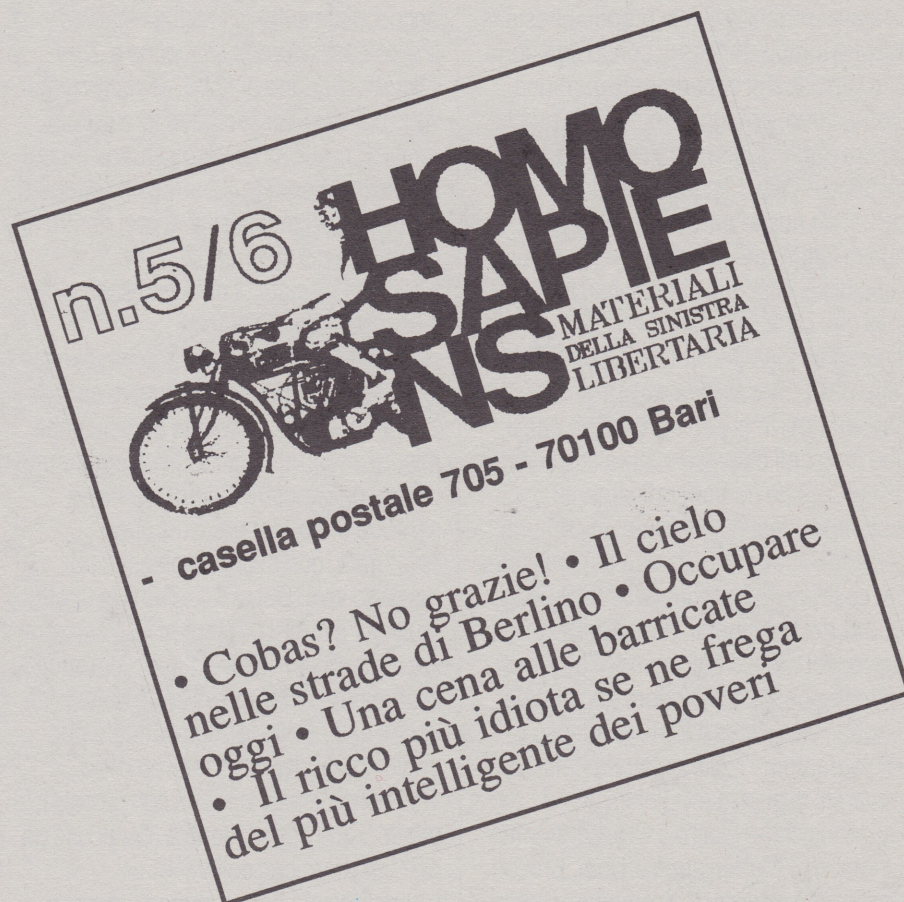 n.5/6
HOMO
SAPIE
NS
MATERIALI
DELLA SINISTRA
LIBERTARIA
- casella postale 705 - 70100 Bari
• Cobas? No grazie! • Il cielo
nelle strade di Berlino • Occupare
oggi • Una cena alle barricate
• Il ricco più idiota se ne frega
del più intelligente dei poveri